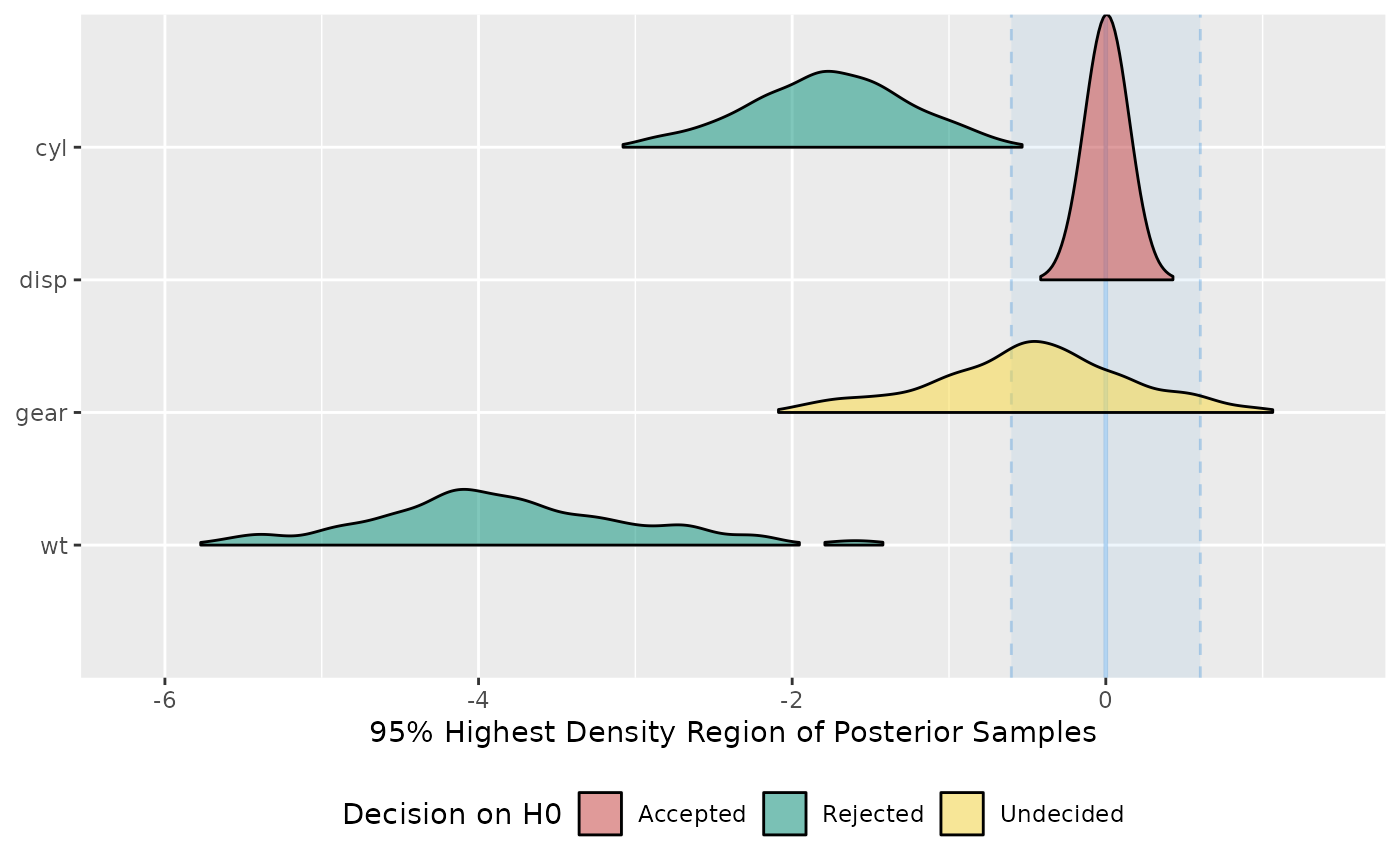 cyl
disp
gear
wt
-6 -4 -2 0
95% Highest Density Region of Posterior Samples
Decision on H0 Accepted Rejected Undecided